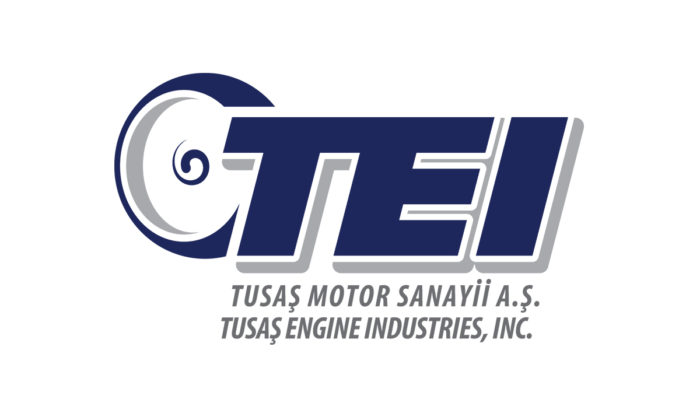 TEI
TUSAŞ MOTOR SANAYİİ A.Ş.
TUSAŞ ENGINE INDUSTRIES, INC.